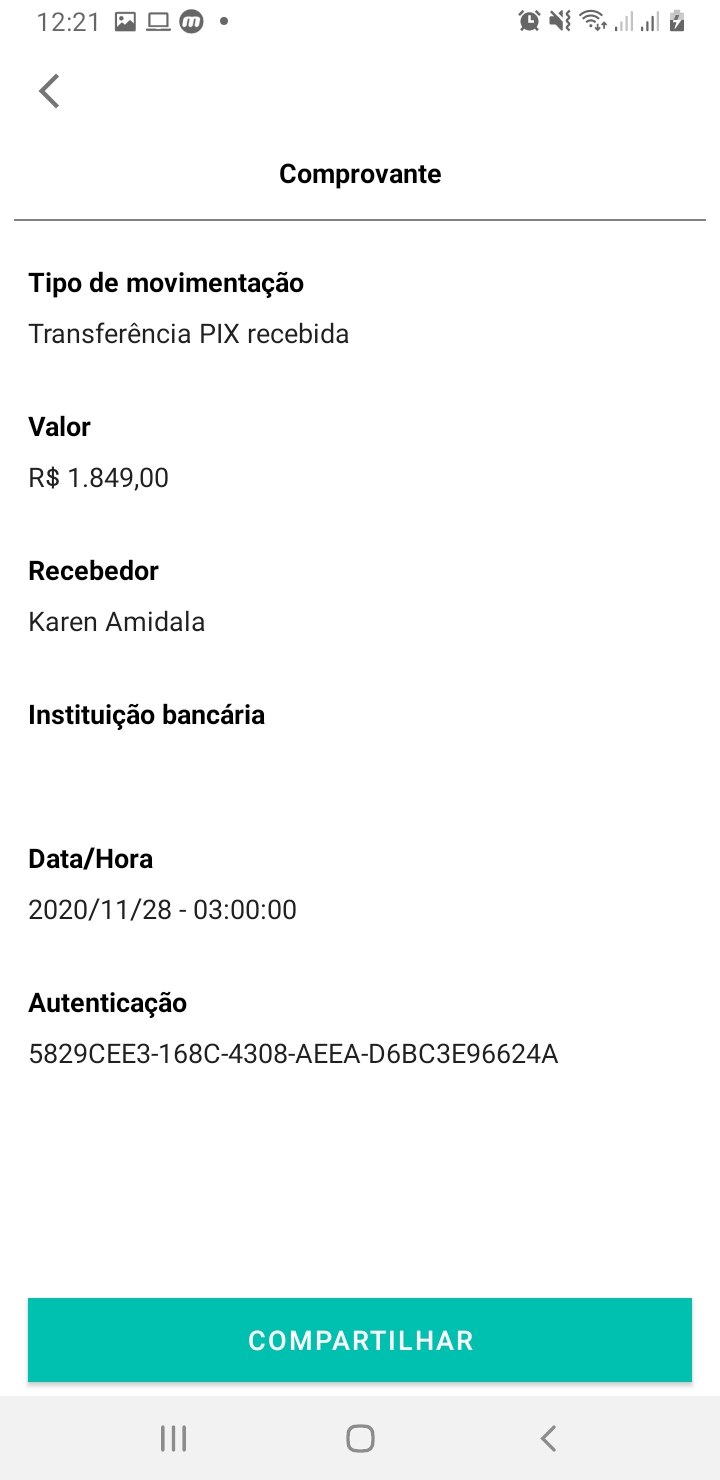 12:21
Comprovante
Tipo de movimentação
Transferência PIX recebida
Valor
R$ 1.849,00
Recebedor
Karen Amidala
Instituição bancária
Data/Hora
2020/11/28 - 03:00:00
Autenticação
5829CEE3-168C-4308-AEEA-D6BC3E96624A
COMPARTILHAR